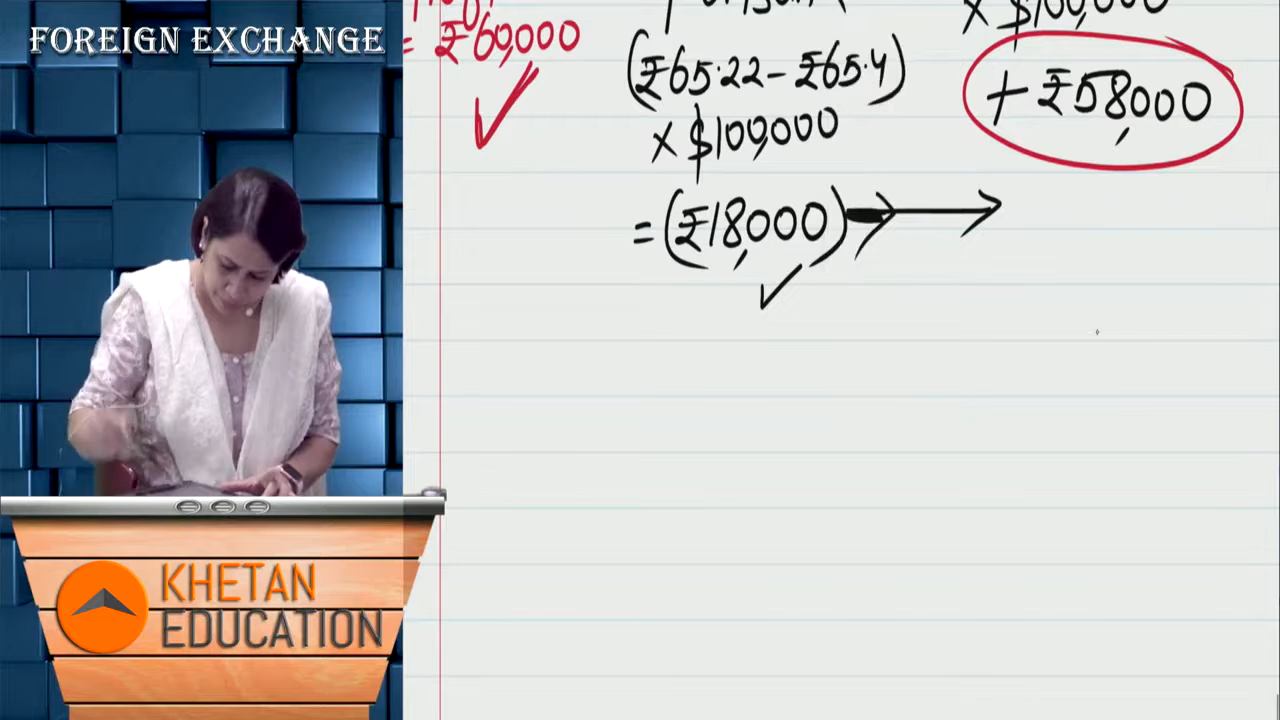 FOREIGN EXCHANGE
= ₹60,000
(₹65.22 - ₹65.4)
× $100,000
= (₹18,000)
× $100,000
+ ₹58,000
KHETAN
EDUCATION